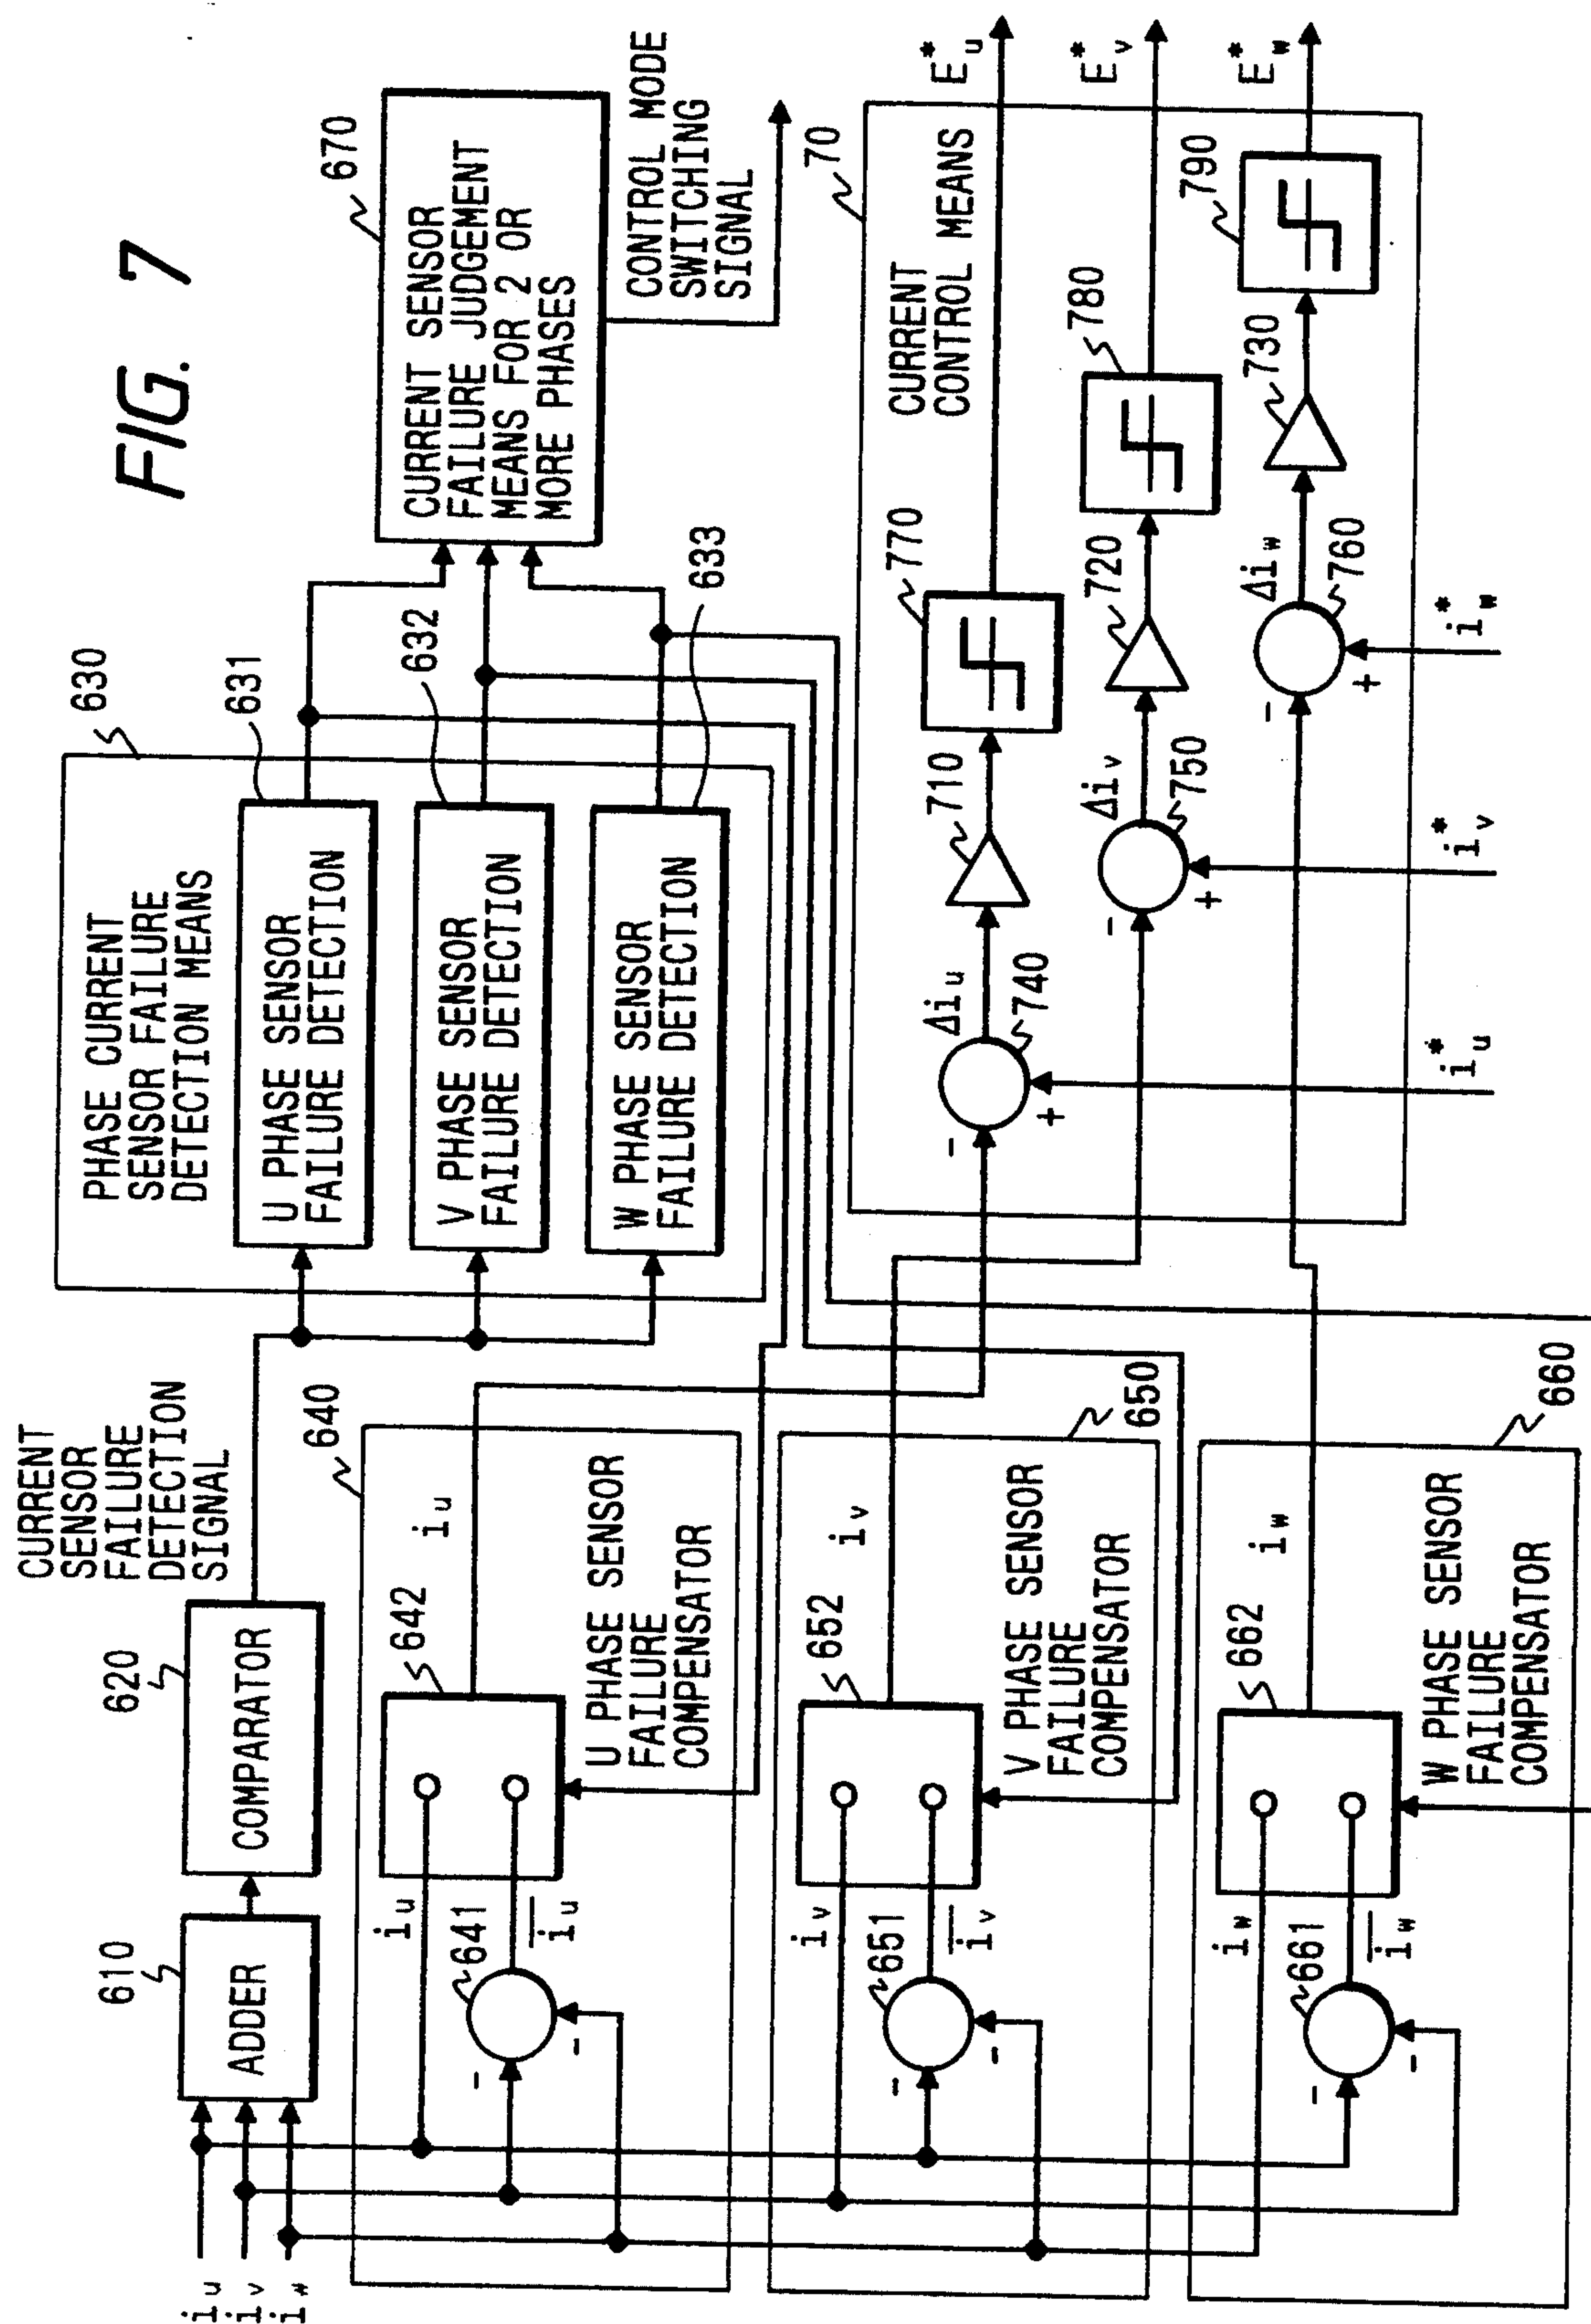 FIG. 7
CURRENT
SENSOR
FAILURE
DETECTION
SIGNAL
610
ADDER
620
COMPARATOR
630
PHASE CURRENT
SENSOR FAILURE
DETECTION MEANS
631
U PHASE SENSOR
FAILURE DETECTION
632
V PHASE SENSOR
FAILURE DETECTION
633
W PHASE SENSOR
FAILURE DETECTION
670
CURRENT SENSOR
FAILURE JUDGEMENT
MEANS FOR 2 OR
MORE PHASES
CONTROL MODE
SWITCHING
SIGNAL
iu
iv
iw
640
iu
641
-
-
i̅u
642
iu
U PHASE SENSOR
FAILURE
COMPENSATOR
650
iv
651
-
-
i̅v
652
iv
V PHASE SENSOR
FAILURE
COMPENSATOR
660
iw
661
-
-
i̅w
662
iw
W PHASE SENSOR
FAILURE
COMPENSATOR
70
CURRENT
CONTROL MEANS
-
+
Δiu
740
710
770
E*u
-
+
Δiv
750
720
780
E*v
-
+
Δiw
760
730
790
E*w
i*u
i*v
i*w